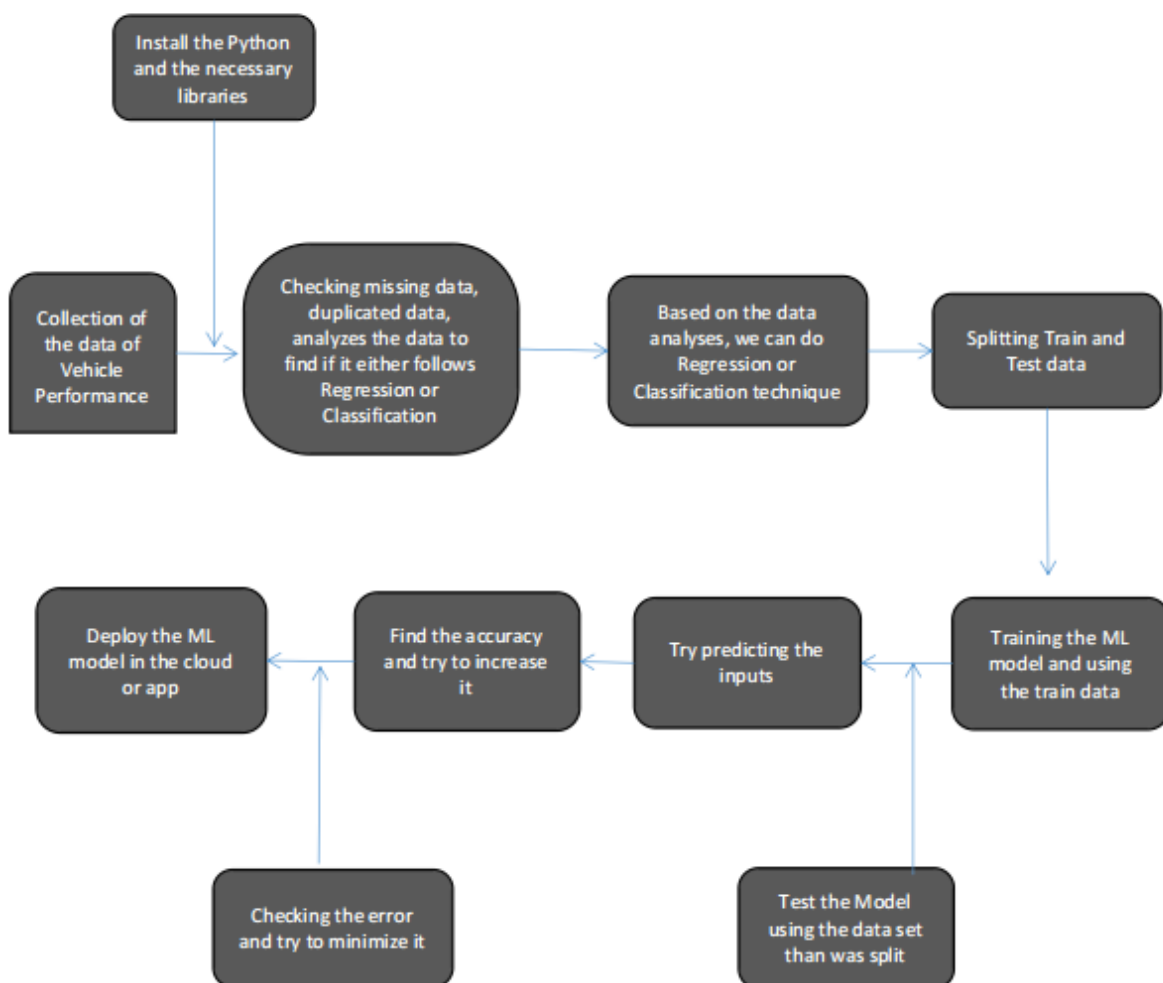 Install the Python
and the necessary
libraries
Collection of
the data of
Vehicle
Performance
Checking missing data,
duplicated data,
analyzes the data to
find if it either follows
Regression or
Classification
Based on the data
analyses, we can do
Regression or
Classification technique
Splitting Train and
Test data
Training the ML
model and using
the train data
Try predicting the
inputs
Find the accuracy
and try to increase
it
Deploy the ML
model in the cloud
or app
Checking the error
and try to minimize it
Test the Model
using the data set
than was split